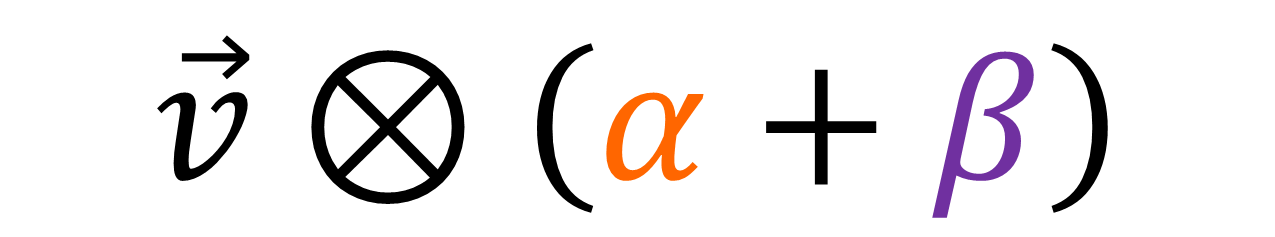 v⃗ ⊗ (α + β)